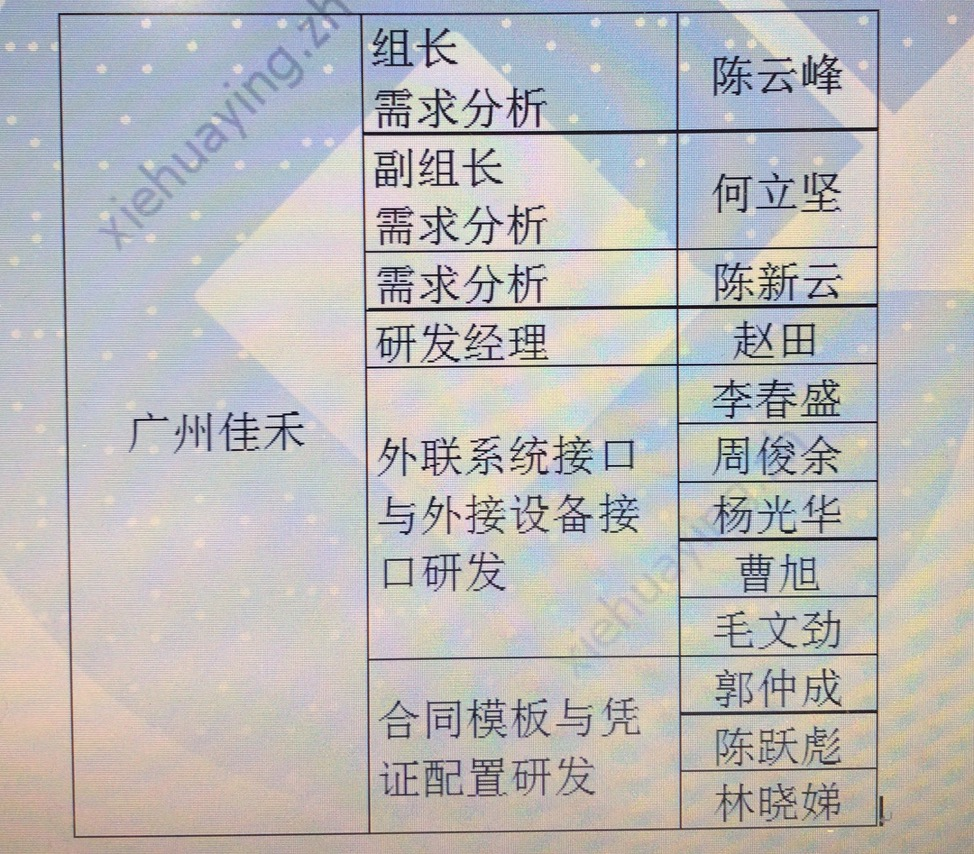 组长
需求分析
陈云峰
副组长
需求分析
何立坚
需求分析
陈新云
研发经理
赵田
广州佳禾
外联系统接口
与外接设备接
口研发
李春盛
周俊余
杨光华
曹旭
毛文劲
合同模板与凭
证配置研发
郭仲成
陈跃彪
林晓娣
xiehuaying.zh